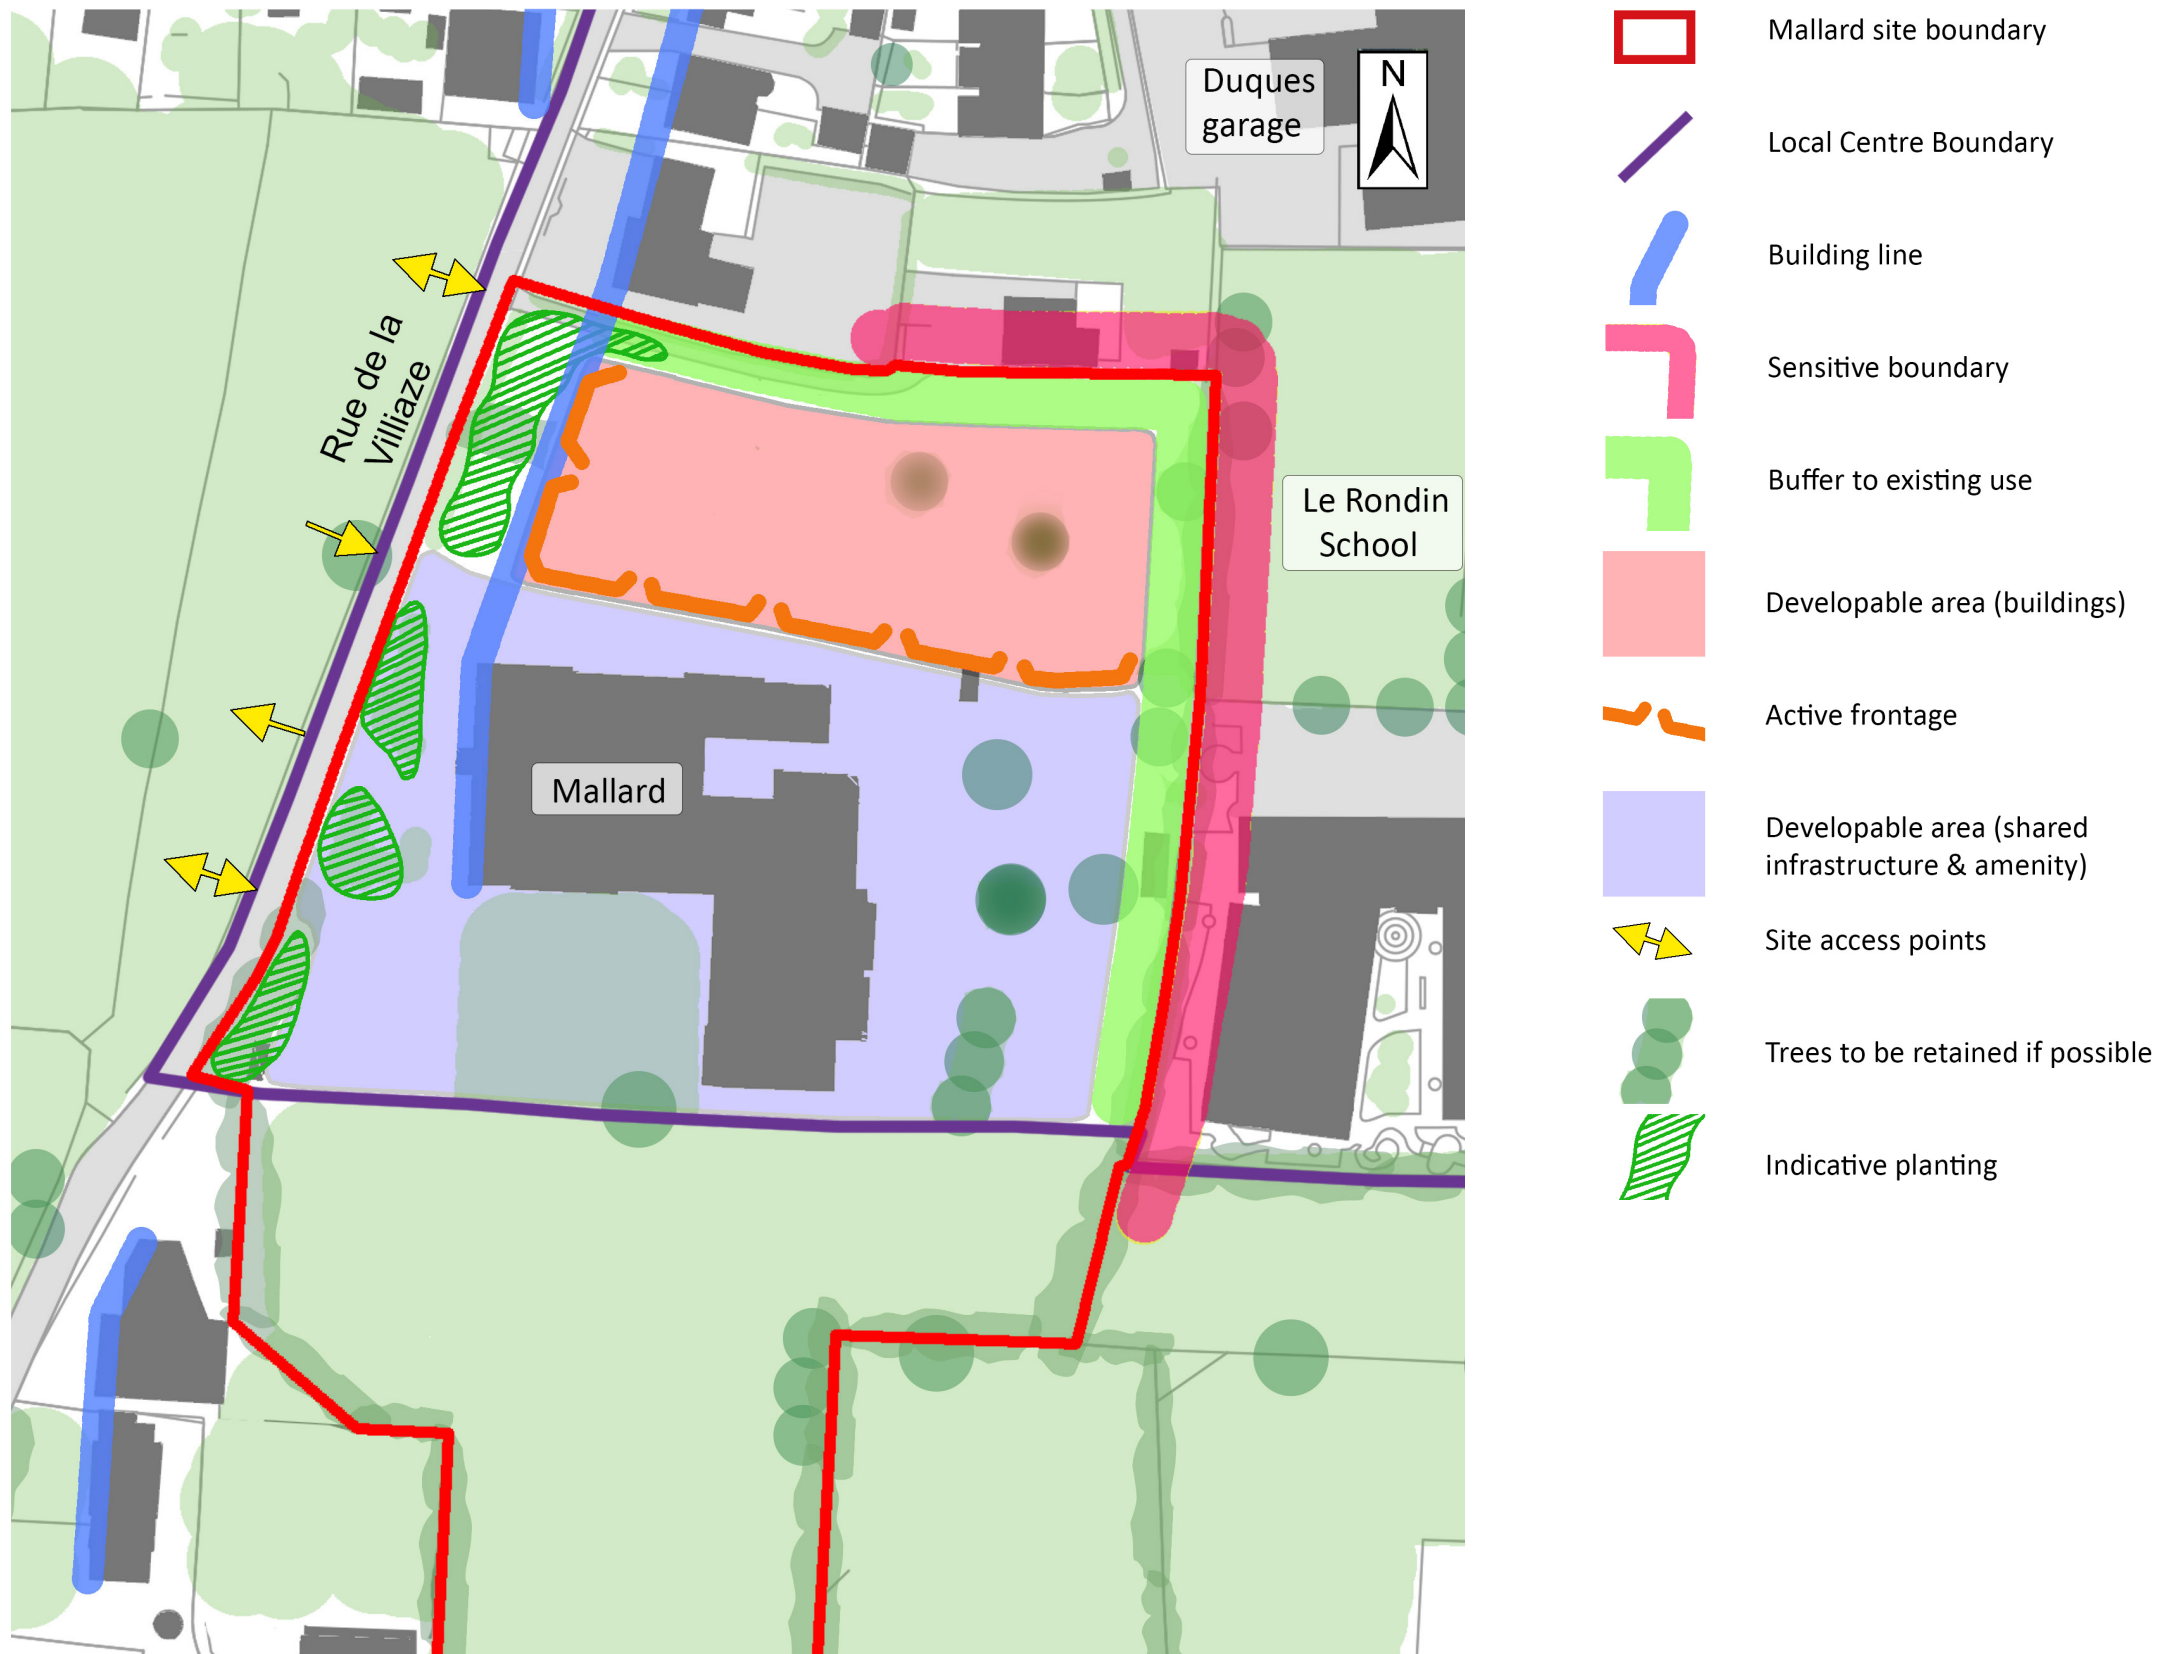 Duques
garage
N
Rue de la
Villiaze
Le Rondin
School
Mallard
Mallard site boundary
Local Centre Boundary
Building line
Sensitive boundary
Buffer to existing use
Developable area (buildings)
Active frontage
Developable area (shared
infrastructure & amenity)
Site access points
Trees to be retained if possible
Indicative planting